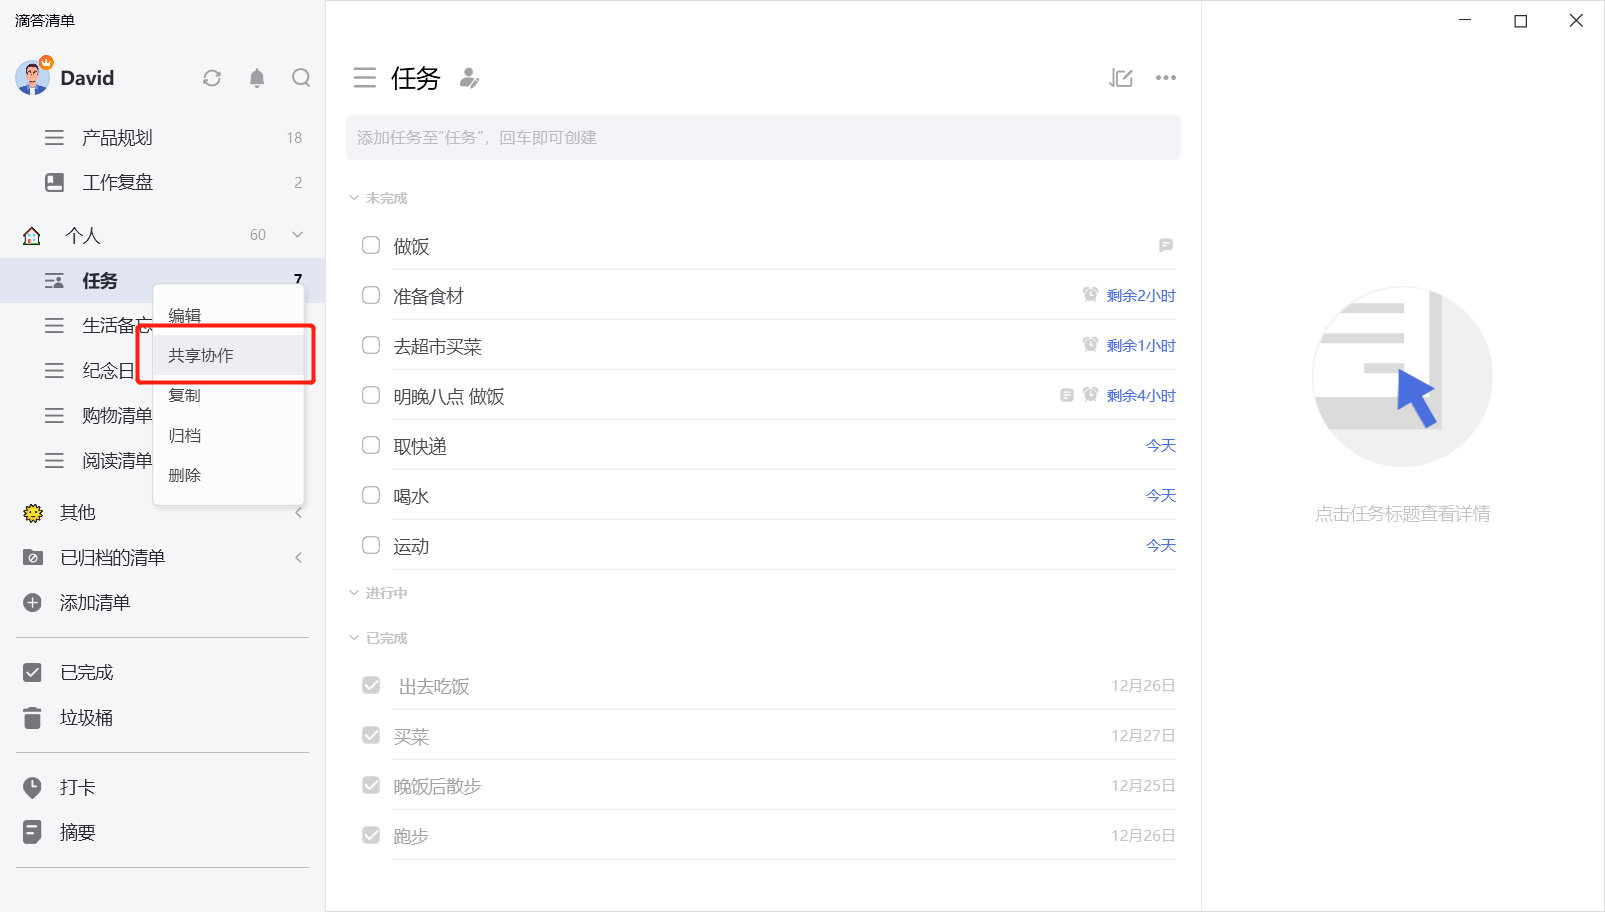 滴答清单
David
产品规划 18
工作复盘 2
个人 60
任务 7
生活备忘
纪念日
购物清单
阅读清单
其他
已归档的清单
添加清单
已完成
垃圾桶
打卡
摘要
编辑
共享协作
复制
归档
删除
任务
添加任务至“任务”，回车即可创建
未完成
做饭
准备食材 剩余2小时
去超市买菜 剩余1小时
明晚八点 做饭 剩余4小时
取快递 今天
喝水 今天
运动 今天
进行中
已完成
出去吃饭 12月26日
买菜 12月27日
晚饭后散步 12月25日
跑步 12月26日
点击任务标题查看详情